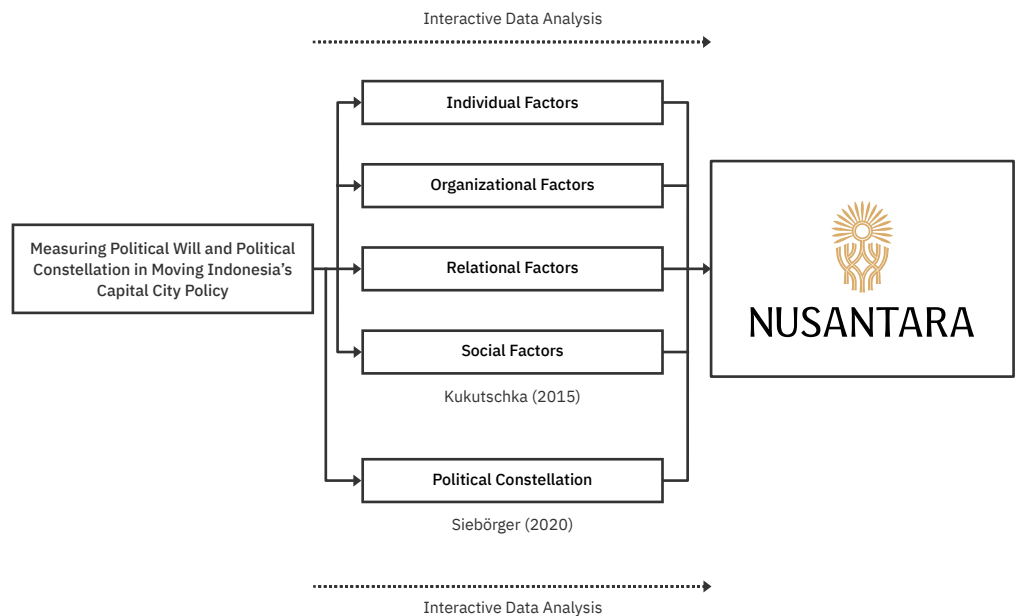 Interactive Data Analysis
Individual Factors
Organizational Factors
Measuring Political Will and Political
Constellation in Moving Indonesia’s
Capital City Policy
Relational Factors
NUSANTARA
Social Factors
Kukutschka (2015)
Political Constellation
Siebörger (2020)
Interactive Data Analysis